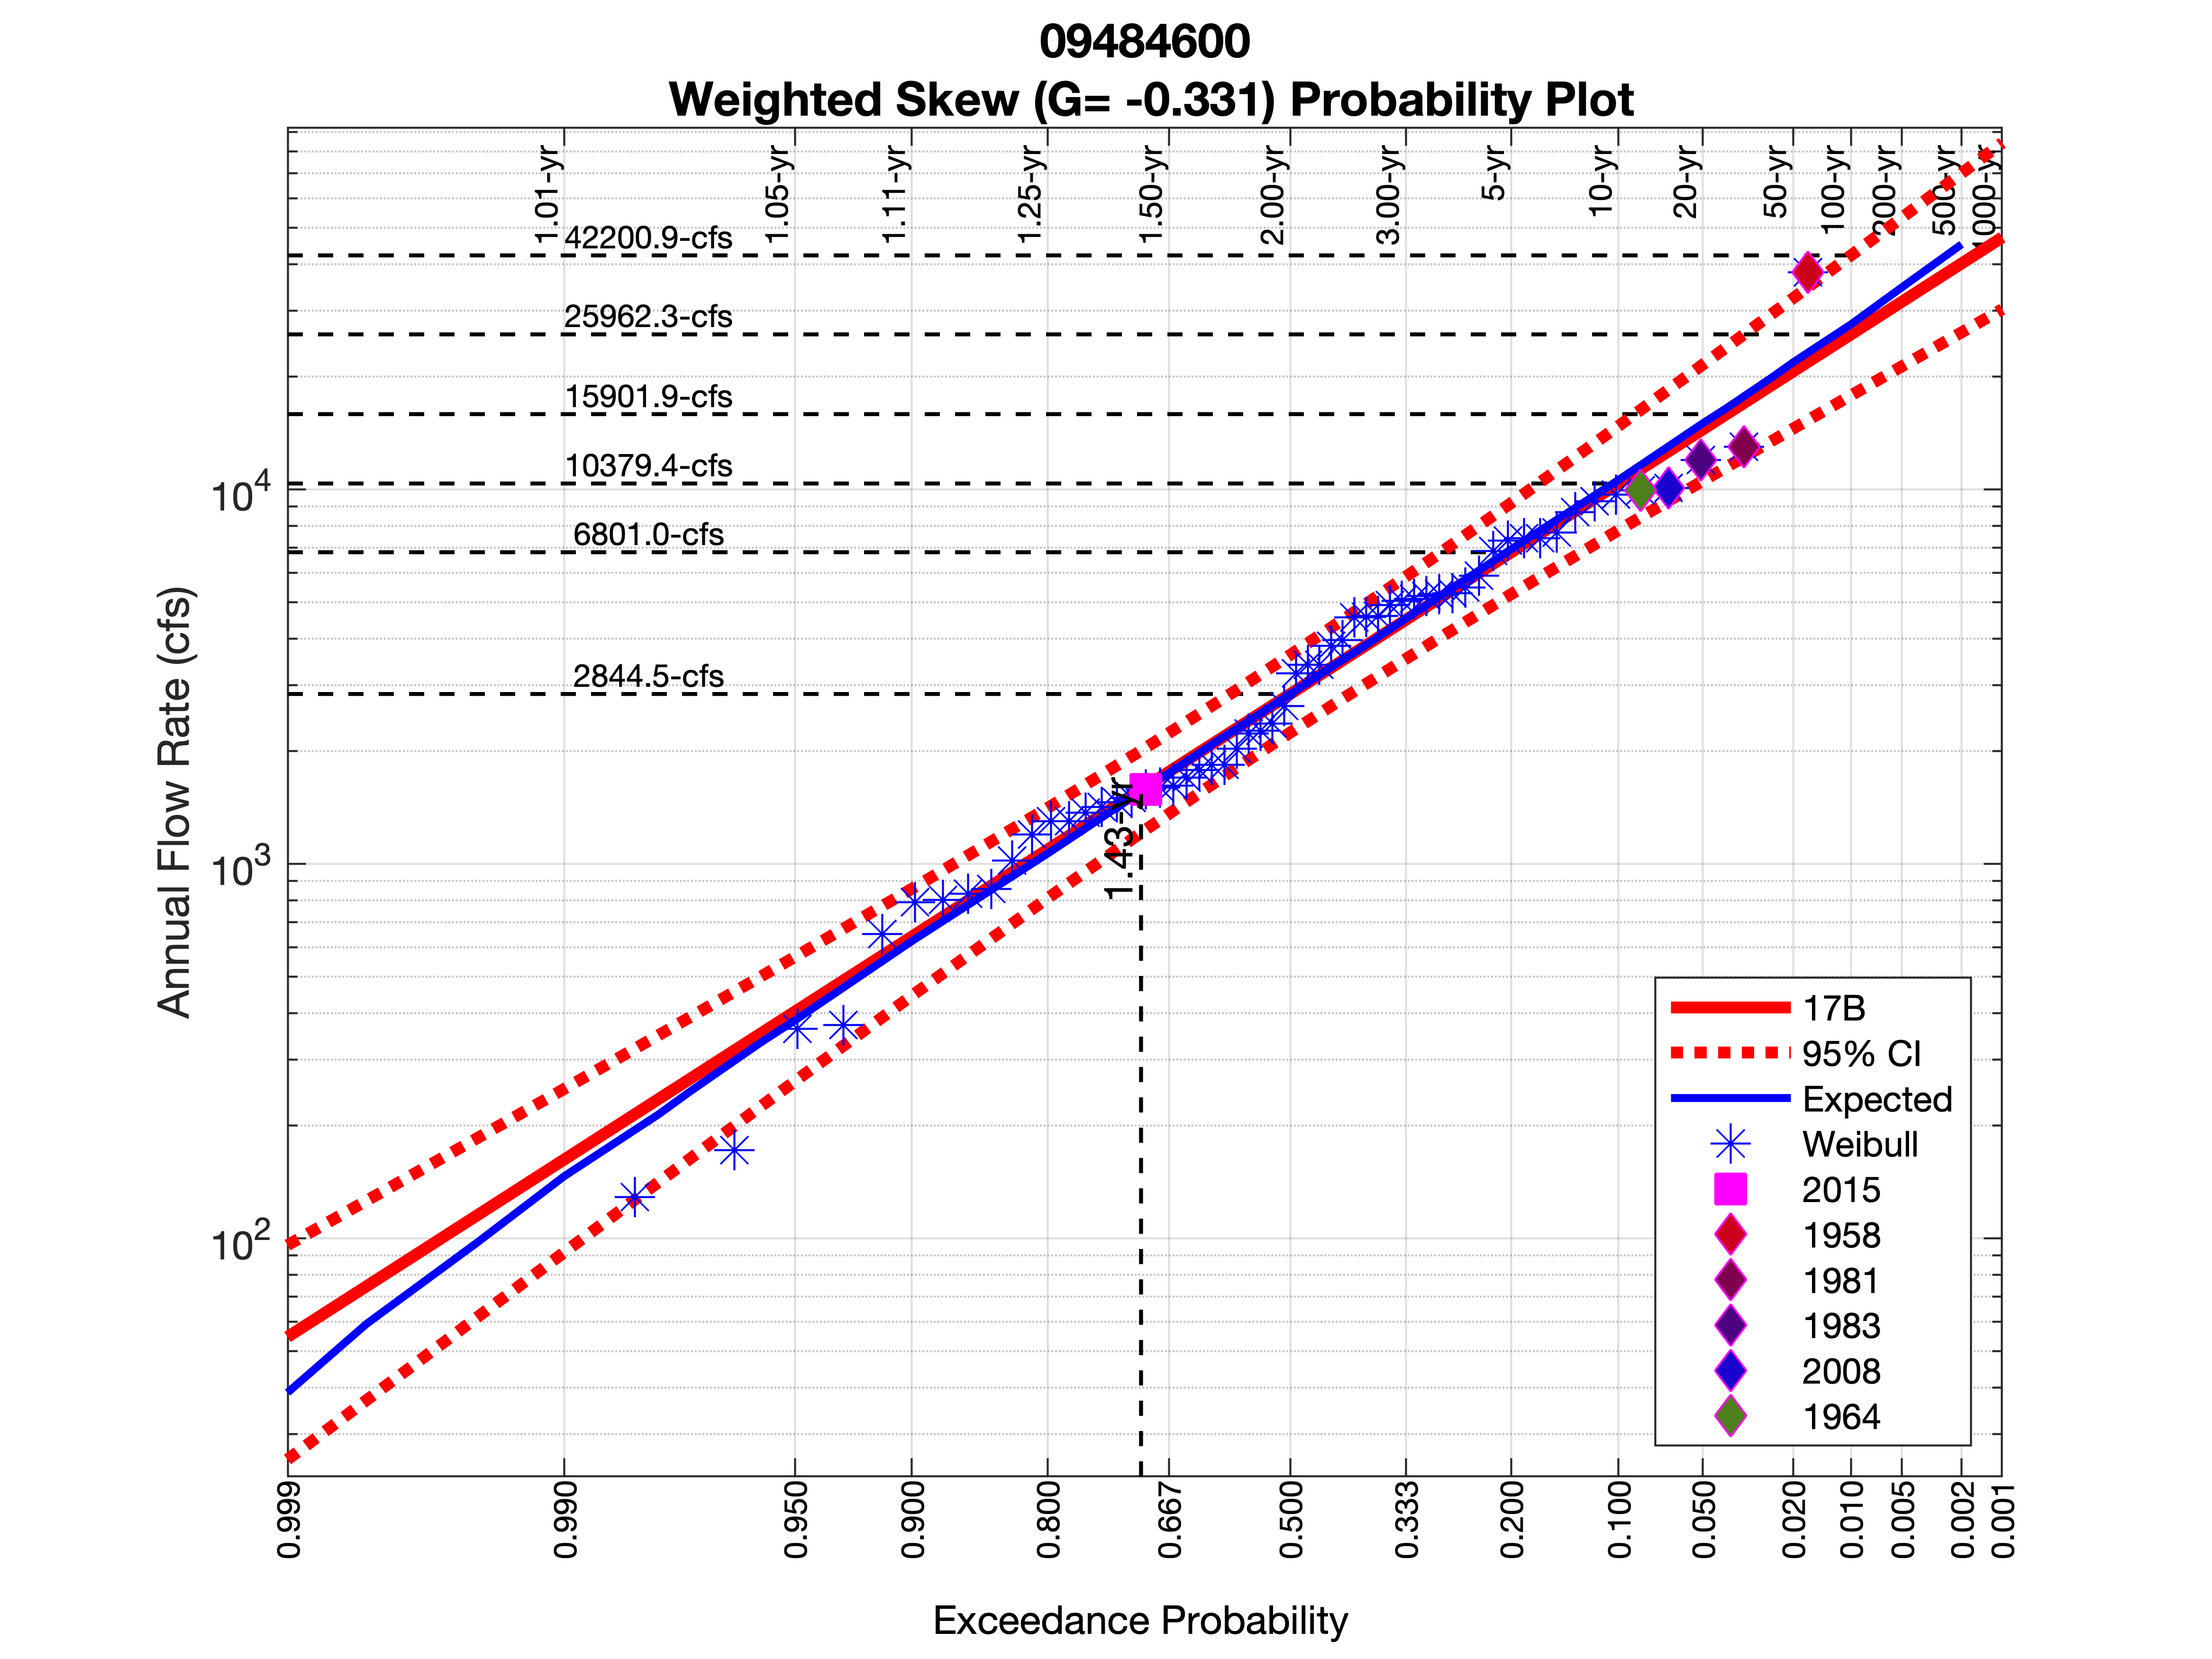 09484600
Weighted Skew (G= -0.331) Probability Plot
1.01-yr
1.05-yr
1.11-yr
1.25-yr
1.50-yr
2.00-yr
3.00-yr
5-yr
10-yr
20-yr
50-yr
100-yr
200-yr
500-yr
1000-yr
42200.9-cfs
25962.3-cfs
15901.9-cfs
10379.4-cfs
6801.0-cfs
2844.5-cfs
1.43-yr
10^4
10^3
10^2
Annual Flow Rate (cfs)
17B
95% CI
Expected
Weibull
2015
1958
1981
1983
2008
1964
0.999
0.990
0.950
0.900
0.800
0.667
0.500
0.333
0.200
0.100
0.050
0.020
0.010
0.005
0.002
0.001
Exceedance Probability